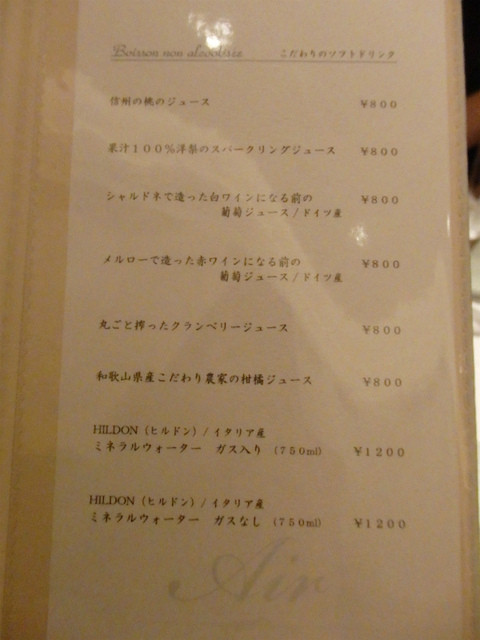 Boisson non alcoolisée こだわりのソフトドリンク
信州の桃のジュース ¥800
果汁100%洋梨のスパークリングジュース ¥800
シャルドネで造った白ワインになる前の ¥800
葡萄ジュース/ドイツ産
メルローで造った赤ワインになる前の ¥800
葡萄ジュース/ドイツ産
丸ごと搾ったクランベリージュース ¥800
和歌山県産こだわり農家の柑橘ジュース ¥800
HILDON（ヒルドン）/イタリア産
ミネラルウォーター ガス入り（750ml） ¥1200
HILDON（ヒルドン）/イタリア産
ミネラルウォーター ガスなし（750ml） ¥1200
Air